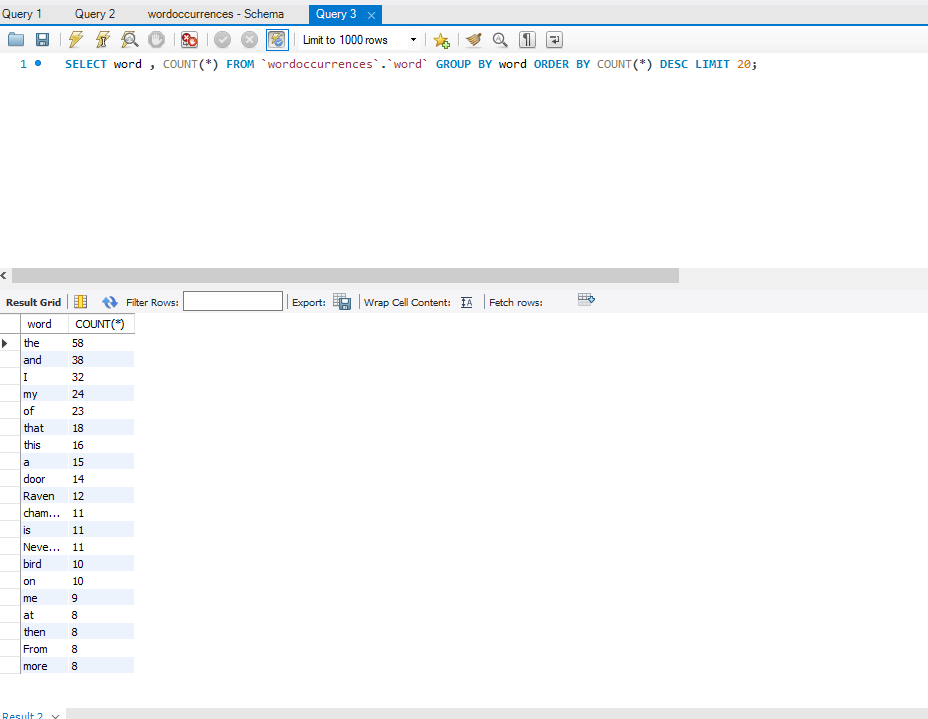 Query 1 Query 2 wordoccurrences - Schema Query 3
Limit to 1000 rows
1 SELECT word , COUNT(*) FROM `wordoccurrences`.`word` GROUP BY word ORDER BY COUNT(*) DESC LIMIT 20;
Result Grid Filter Rows: Export: Wrap Cell Content: Fetch rows:
word COUNT(*)
the 58
and 38
I 32
my 24
of 23
that 18
this 16
a 15
door 14
Raven 12
cham... 11
is 11
Neve... 11
bird 10
on 10
me 9
at 8
then 8
From 8
more 8
Result 2